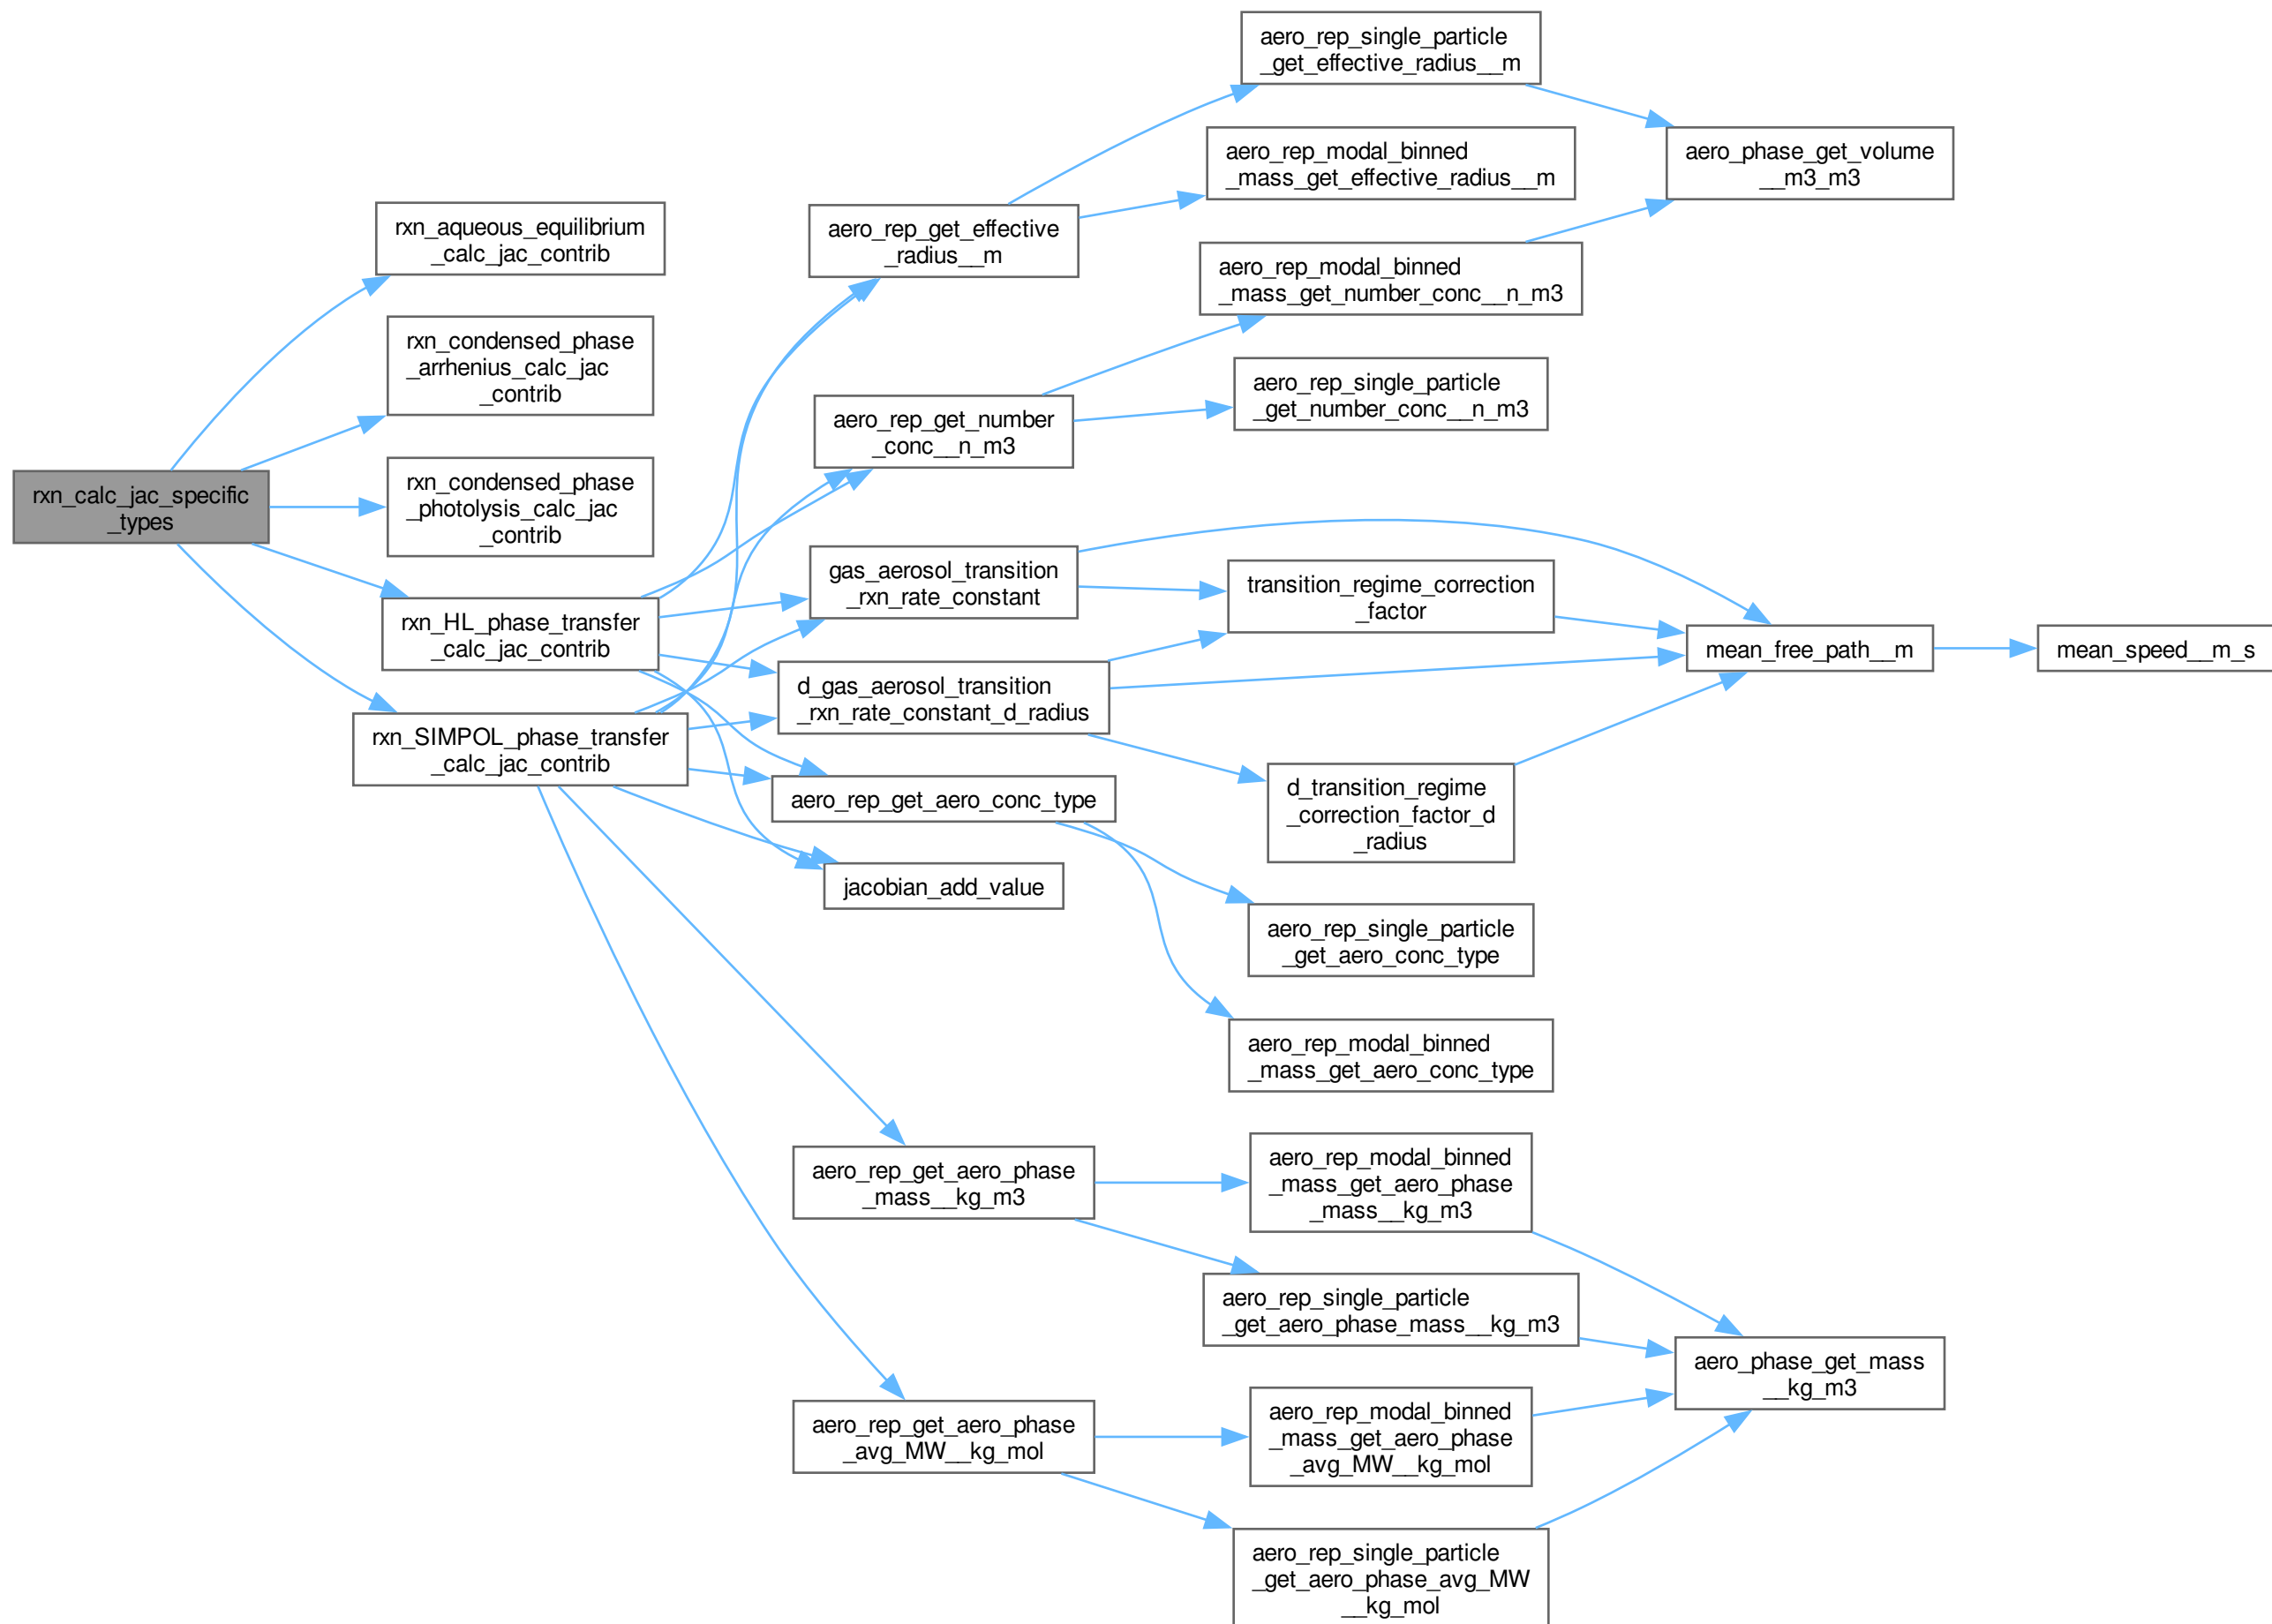 rxn_calc_jac_specific
_types
rxn_aqueous_equilibrium
_calc_jac_contrib
rxn_condensed_phase
_arrhenius_calc_jac
_contrib
rxn_condensed_phase
_photolysis_calc_jac
_contrib
rxn_HL_phase_transfer
_calc_jac_contrib
rxn_SIMPOL_phase_transfer
_calc_jac_contrib
aero_rep_get_effective
_radius__m
aero_rep_get_number
_conc__n_m3
gas_aerosol_transition
_rxn_rate_constant
d_gas_aerosol_transition
_rxn_rate_constant_d_radius
aero_rep_get_aero_conc_type
jacobian_add_value
aero_rep_get_aero_phase
_mass__kg_m3
aero_rep_get_aero_phase
_avg_MW__kg_mol
aero_rep_single_particle
_get_effective_radius__m
aero_rep_modal_binned
_mass_get_effective_radius__m
aero_rep_modal_binned
_mass_get_number_conc__n_m3
aero_rep_single_particle
_get_number_conc__n_m3
transition_regime_correction
_factor
d_transition_regime
_correction_factor_d
_radius
aero_rep_single_particle
_get_aero_conc_type
aero_rep_modal_binned
_mass_get_aero_conc_type
aero_rep_modal_binned
_mass_get_aero_phase
_mass__kg_m3
aero_rep_single_particle
_get_aero_phase_mass__kg_m3
aero_rep_modal_binned
_mass_get_aero_phase
_avg_MW__kg_mol
aero_rep_single_particle
_get_aero_phase_avg_MW
__kg_mol
aero_phase_get_volume
__m3_m3
mean_free_path__m
aero_phase_get_mass
__kg_m3
mean_speed__m_s